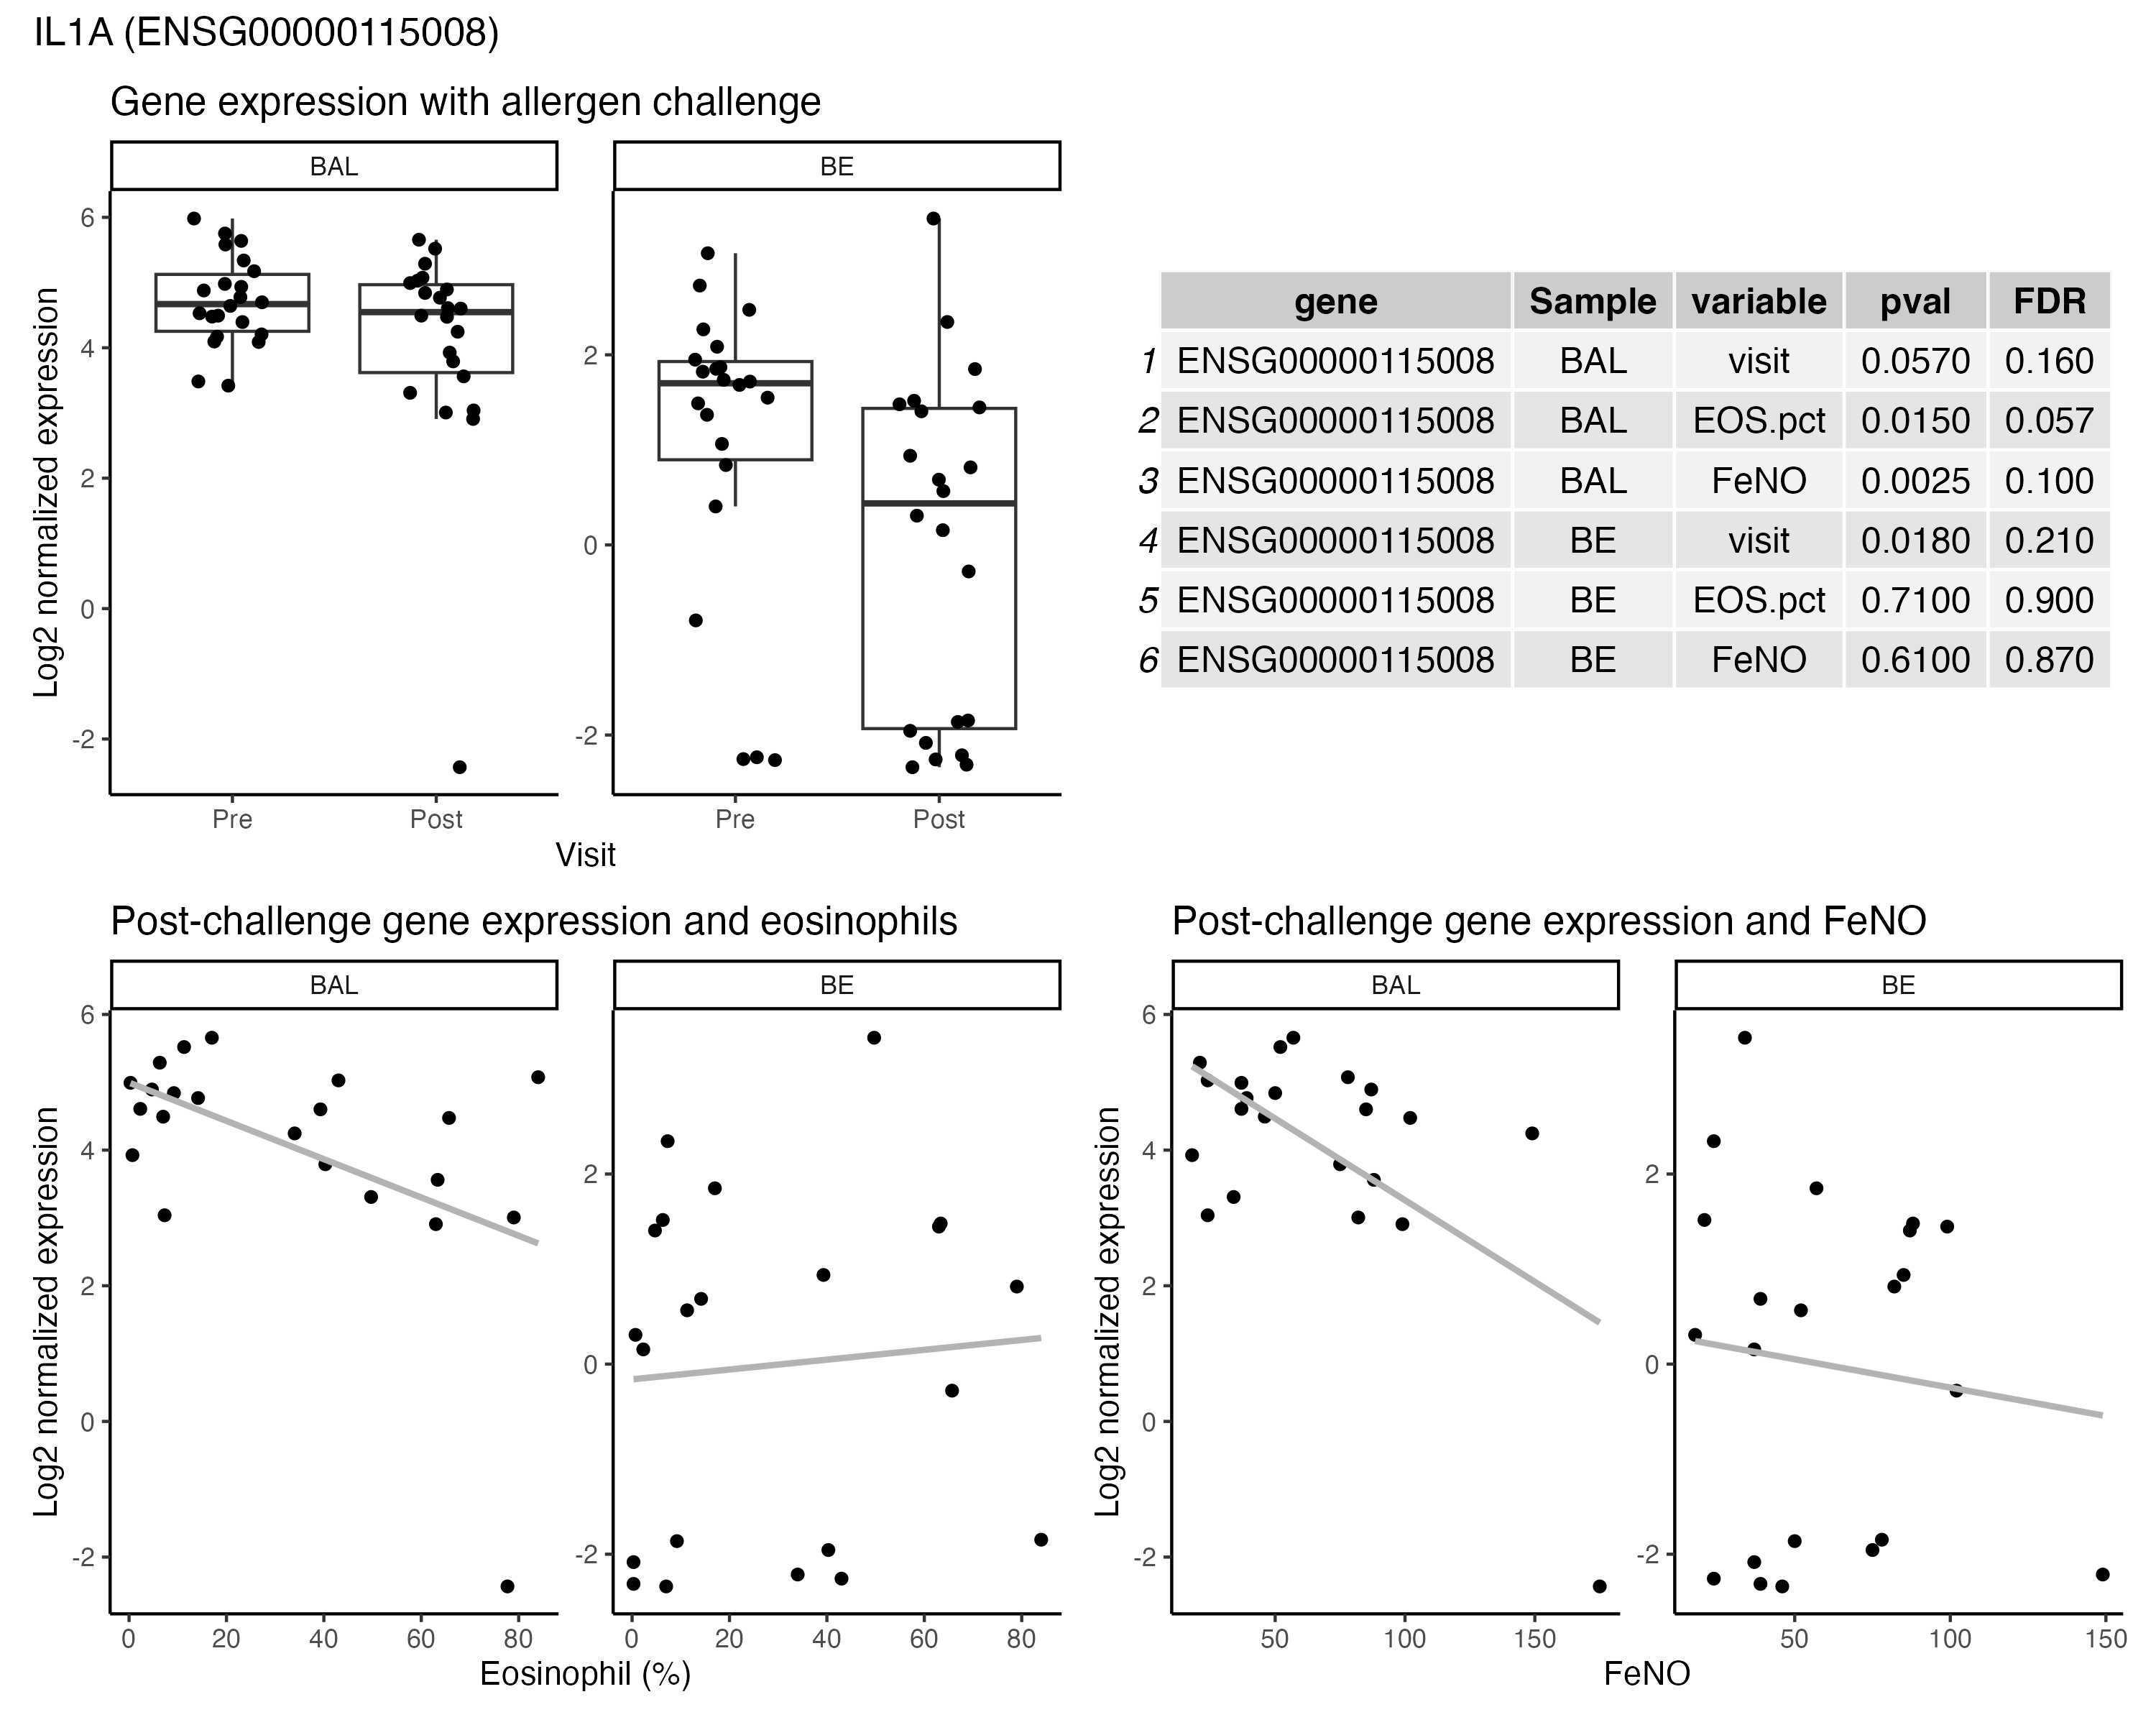 IL1A (ENSG00000115008)
Gene expression with allergen challenge
BAL BE
Log2 normalized expression
6
4
2
0
-2
2
0
-2
Pre Post Pre Post
Visit
gene Sample variable pval FDR
1 ENSG00000115008 BAL visit 0.0570 0.160
2 ENSG00000115008 BAL EOS.pct 0.0150 0.057
3 ENSG00000115008 BAL FeNO 0.0025 0.100
4 ENSG00000115008 BE visit 0.0180 0.210
5 ENSG00000115008 BE EOS.pct 0.7100 0.900
6 ENSG00000115008 BE FeNO 0.6100 0.870
Post-challenge gene expression and eosinophils
BAL BE
Log2 normalized expression
6
4
2
0
-2
2
0
-2
0 20 40 60 80 0 20 40 60 80
Eosinophil (%)
Post-challenge gene expression and FeNO
BAL BE
Log2 normalized expression
6
4
2
0
-2
2
0
-2
50 100 150 50 100 150
FeNO